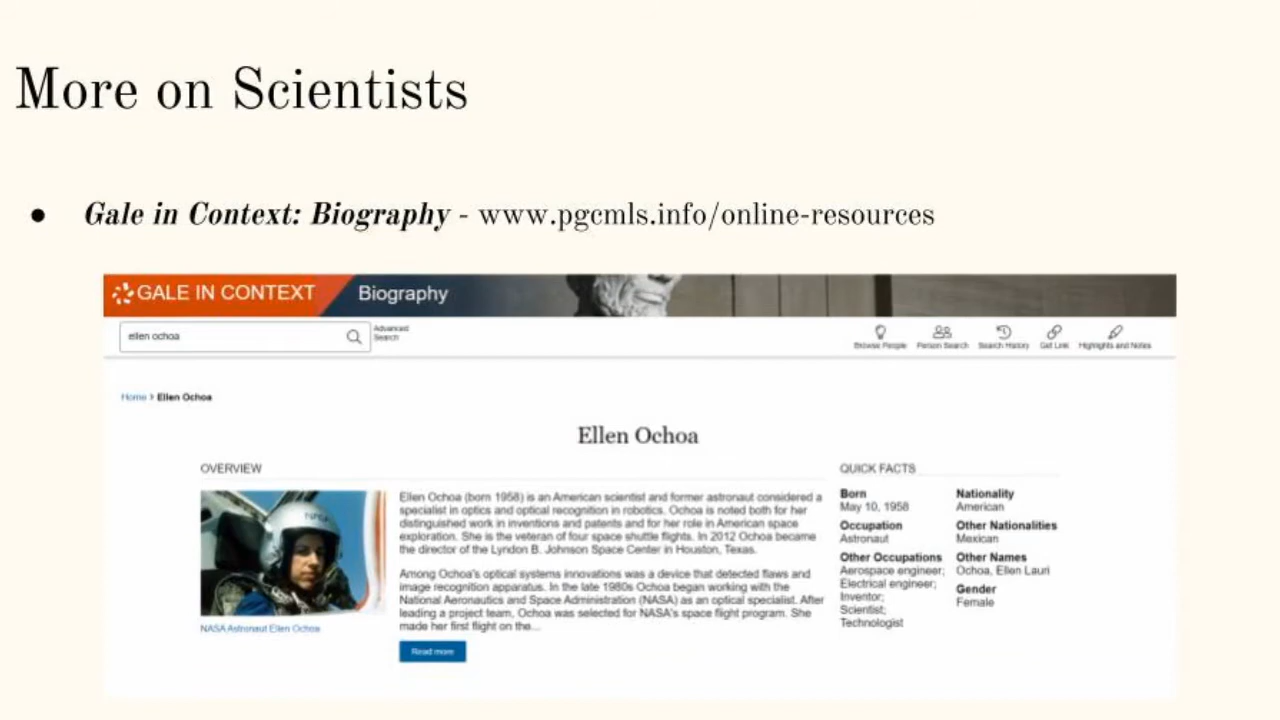 More on Scientists
● Gale in Context: Biography - www.pgcmls.info/online-resources
GALE IN CONTEXT Biography
ellen ochoa
Advanced
Search
Browse People Person Search Search History Get Link Highlights and Notes
Home › Ellen Ochoa
Ellen Ochoa
OVERVIEW
NASA Astronaut Ellen Ochoa
Ellen Ochoa (born 1958) is an American scientist and former astronaut considered a
specialist in optics and optical recognition in robotics. Ochoa is noted both for her
distinguished work in inventions and patents and for her role in American space
exploration. She is the veteran of four space shuttle flights. In 2012 Ochoa became
the director of the Lyndon B. Johnson Space Center in Houston, Texas.
Among Ochoa's optical systems innovations was a device that detected flaws and
image recognition apparatus. In the late 1980s Ochoa began working with the
National Aeronautics and Space Administration (NASA) as an optical specialist. After
leading a project team, Ochoa was selected for NASA's space flight program. She
made her first flight on the...
Read more
QUICK FACTS
Born
May 10, 1958
Occupation
Astronaut
Other Occupations
Aerospace engineer;
Electrical engineer;
Inventor;
Scientist;
Technologist
Nationality
American
Other Nationalities
Mexican
Other Names
Ochoa, Ellen Lauri
Gender
Female